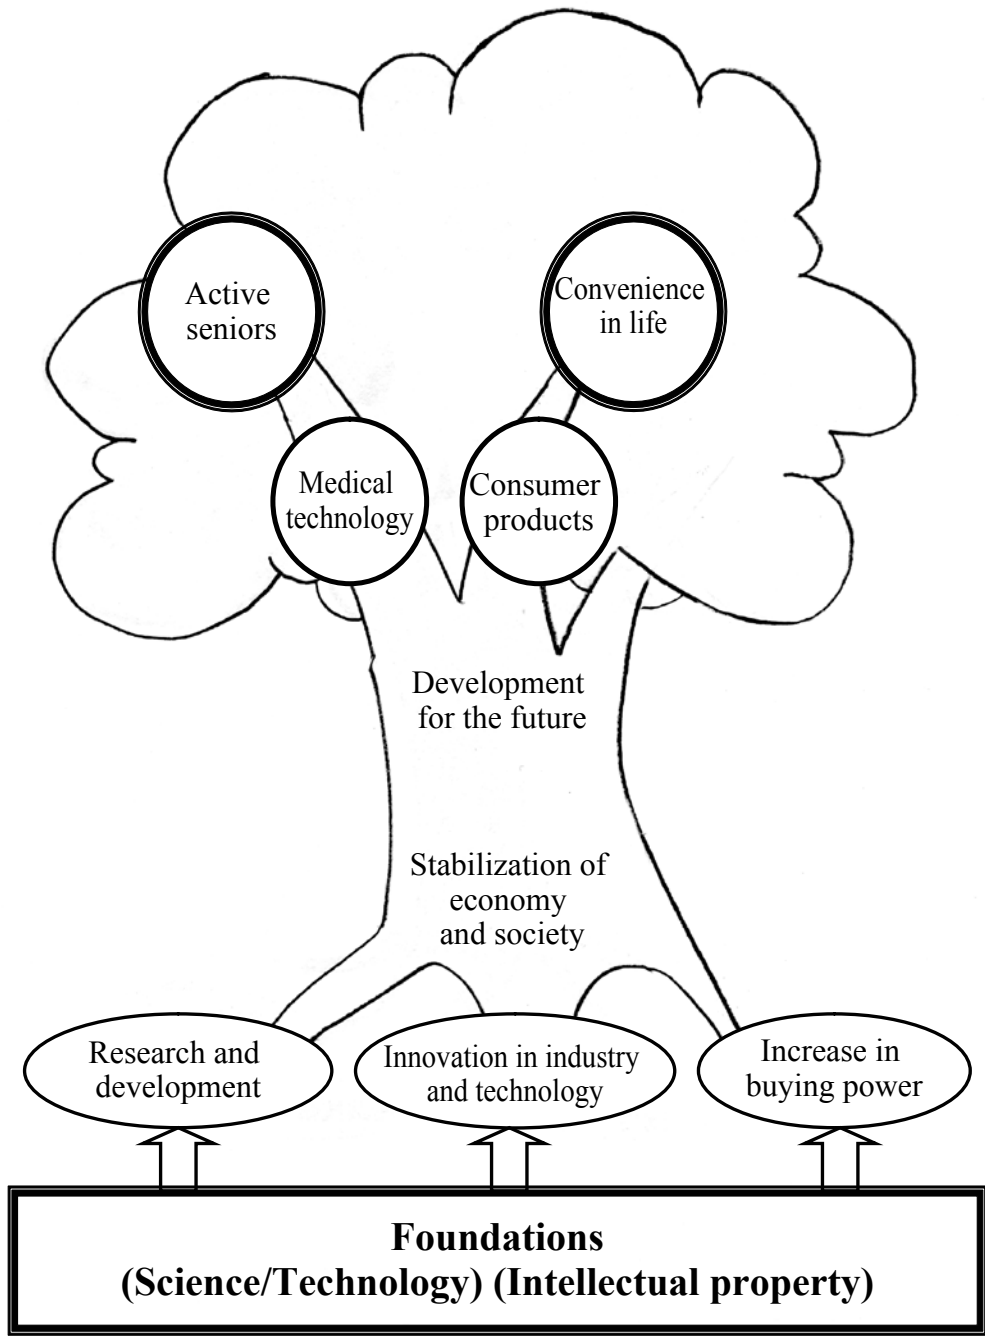 Active
seniors
Convenience
in life
Medical
technology
Consumer
products
Development
for the future
Stabilization of
economy
and society
Research and
development
Innovation in industry
and technology
Increase in
buying power
Foundations
(Science/Technology) (Intellectual property)